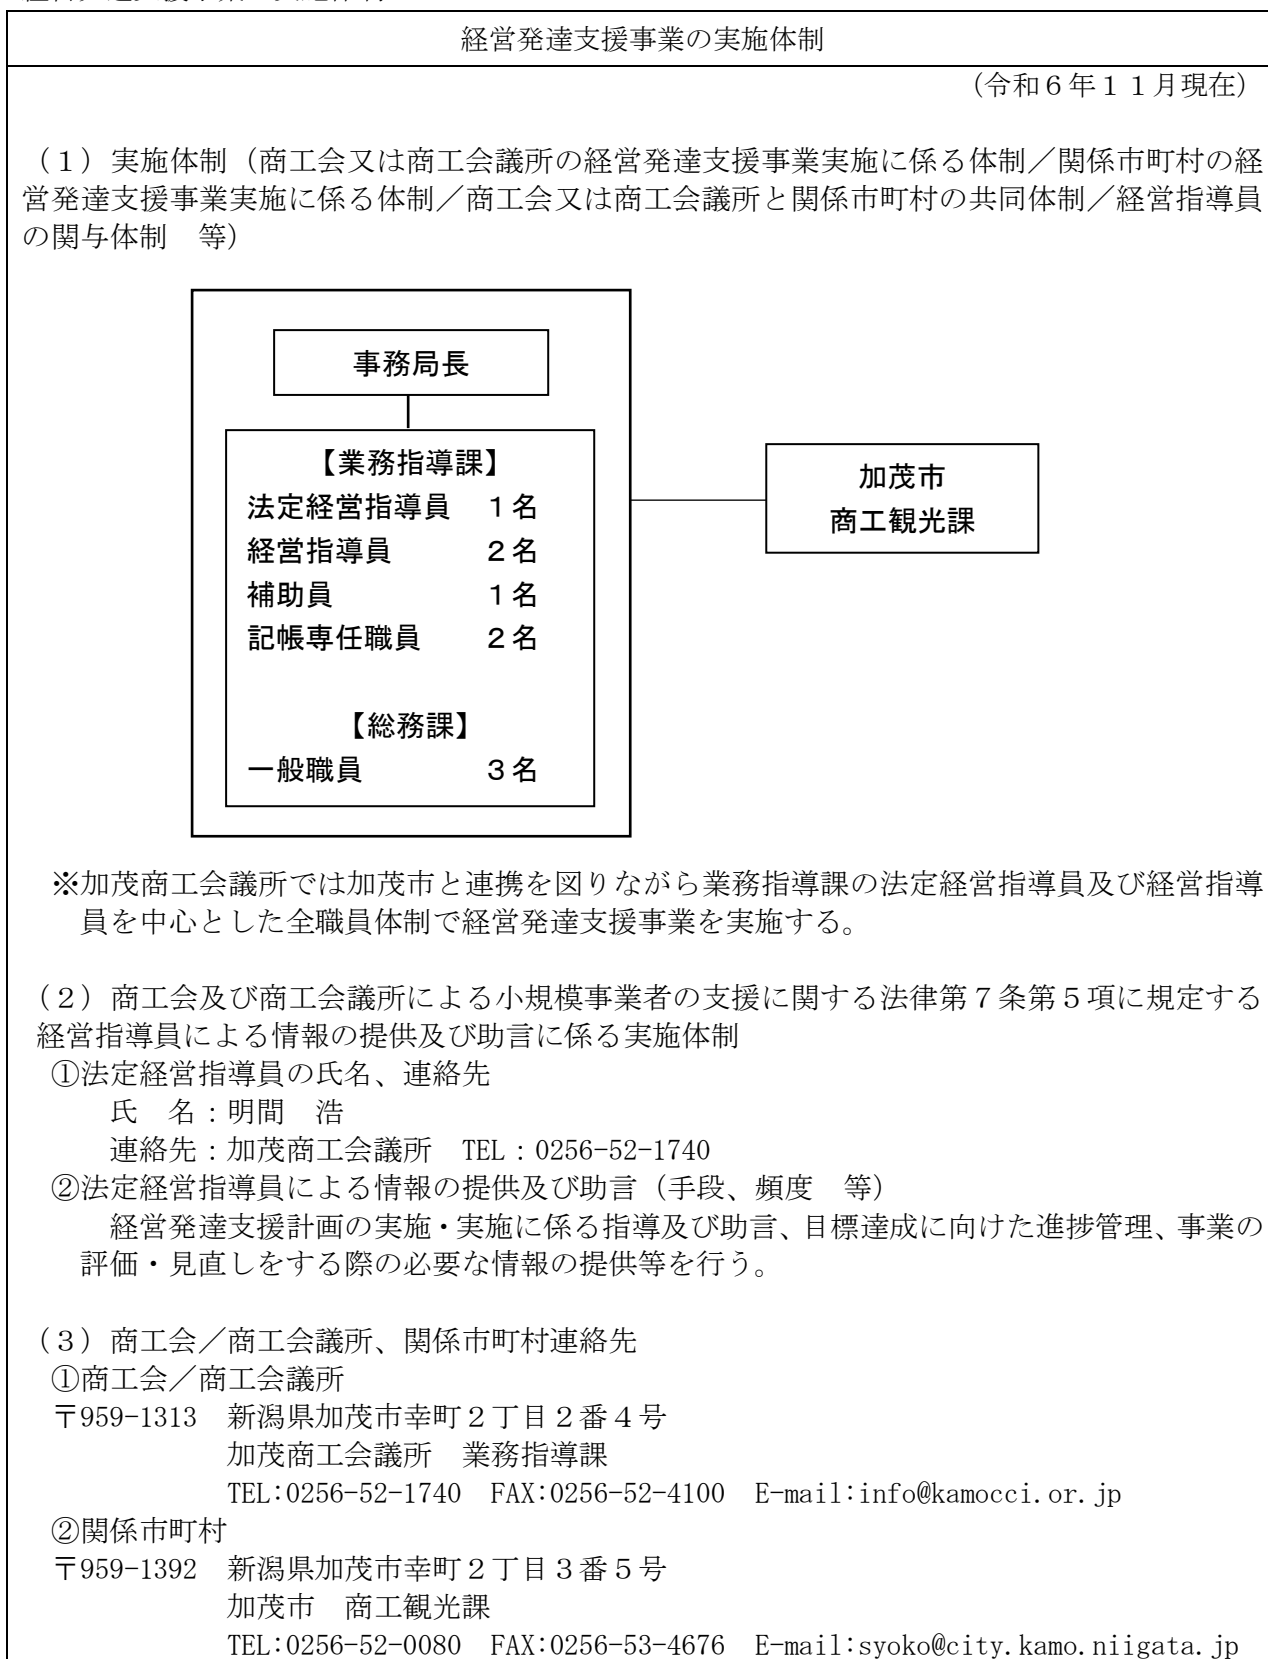 経営発達支援事業の実施体制
（令和６年１１月現在）
（１）実施体制（商工会又は商工会議所の経営発達支援事業実施に係る体制／関係市町村の経
営発達支援事業実施に係る体制／商工会又は商工会議所と関係市町村の共同体制／経営指導員
の関与体制　等）
事務局長
【業務指導課】
法定経営指導員　１名
経営指導員　２名
補助員　１名
記帳専任職員　２名
【総務課】
一般職員　３名
加茂市
商工観光課
※加茂商工会議所では加茂市と連携を図りながら業務指導課の法定経営指導員及び経営指導
員を中心とした全職員体制で経営発達支援事業を実施する。
（２）商工会及び商工会議所による小規模事業者の支援に関する法律第７条第５項に規定する
経営指導員による情報の提供及び助言に係る実施体制
①法定経営指導員の氏名、連絡先
氏　名：明間　浩
連絡先：加茂商工会議所　TEL：0256-52-1740
②法定経営指導員による情報の提供及び助言（手段、頻度　等）
経営発達支援計画の実施・実施に係る指導及び助言、目標達成に向けた進捗管理、事業の
評価・見直しをする際の必要な情報の提供等を行う。
（３）商工会／商工会議所、関係市町村連絡先
①商工会／商工会議所
〒959-1313　新潟県加茂市幸町２丁目２番４号
加茂商工会議所　業務指導課
TEL:0256-52-1740　FAX:0256-52-4100　E-mail:info@kamocci.or.jp
②関係市町村
〒959-1392　新潟県加茂市幸町２丁目３番５号
加茂市　商工観光課
TEL:0256-52-0080　FAX:0256-53-4676　E-mail:syoko@city.kamo.niigata.jp